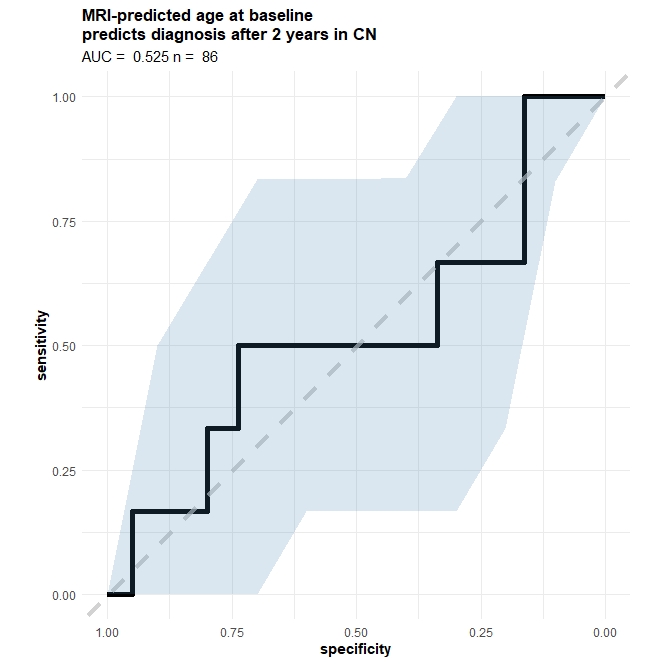 MRI-predicted age at baseline
predicts diagnosis after 2 years in CN
AUC =  0.525 n =  86
1.00
0.75
0.50
0.25
0.00
sensitivity
1.00
0.75
0.50
0.25
0.00
specificity